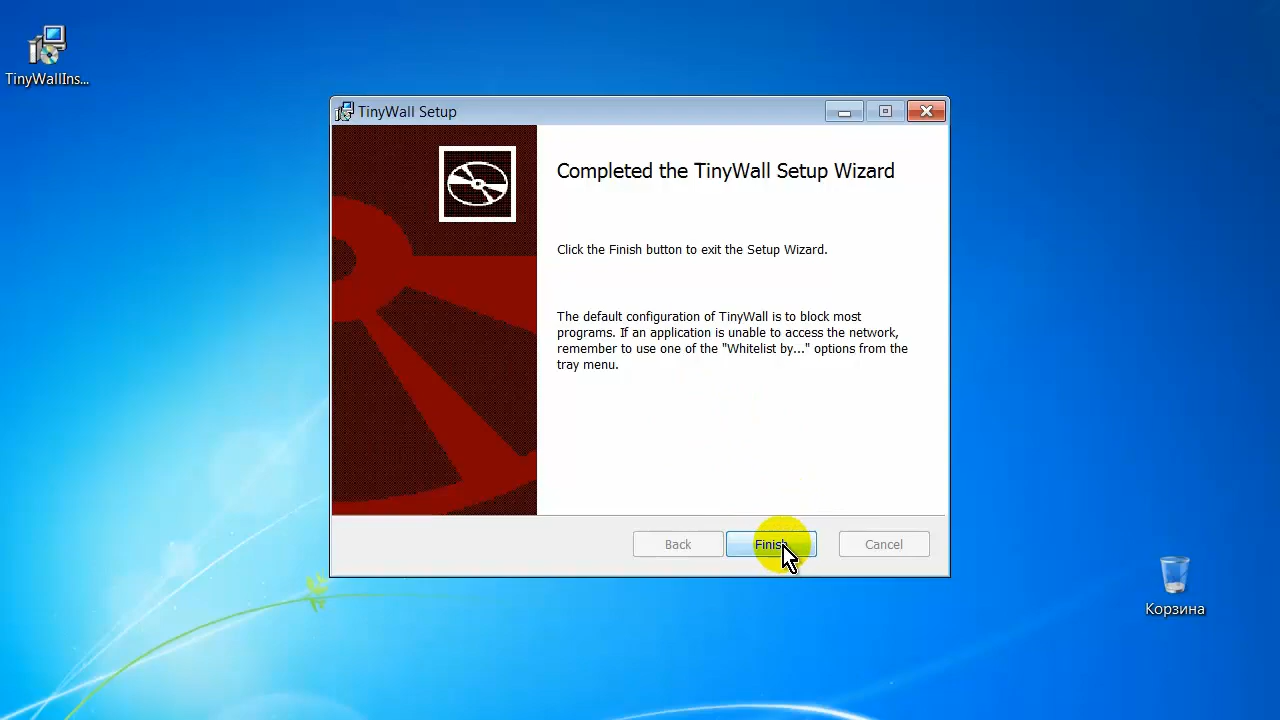 TinyWallIns...
TinyWall Setup
Completed the TinyWall Setup Wizard
Click the Finish button to exit the Setup Wizard.
The default configuration of TinyWall is to block most
programs. If an application is unable to access the network,
remember to use one of the "Whitelist by..." options from the
tray menu.
Back
Finish
Cancel
Корзина